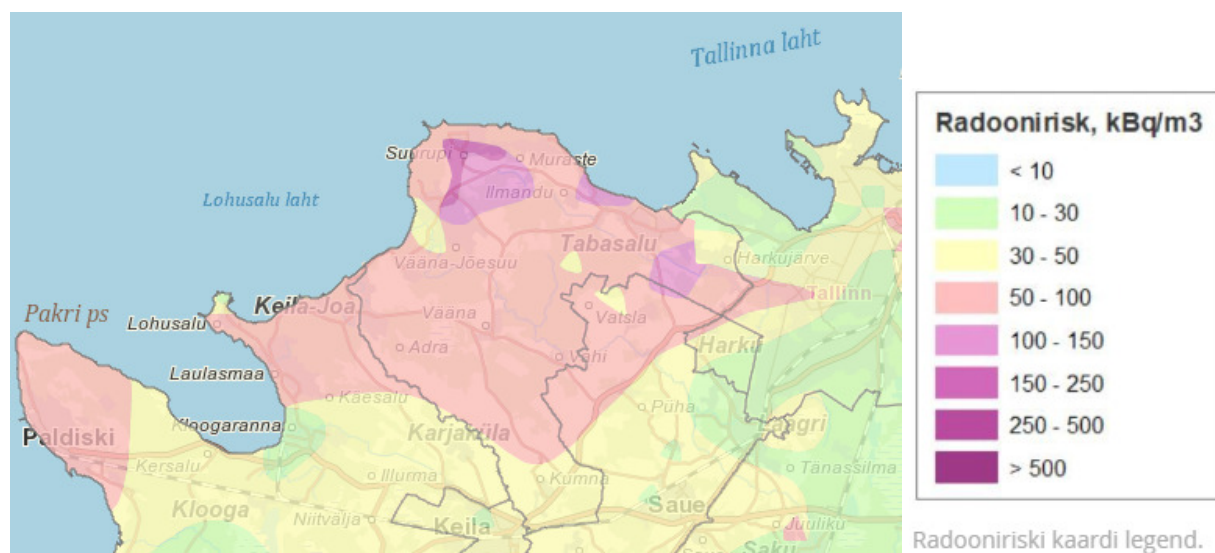 Tallinna laht
Suurupi
Muraste
Ilmandu
Lohusalu laht
Tabasalu
Vääna-Jõesuu
Harkujärve
Pakri ps
Keila-Joa
Tallinn
Lohusalu
Vääna
Vatsla
Adra
Vahi
Harku
Laulasmaa
Käesalu
Püha
Paldiski
Kloogaranna
Karjaküla
Laagri
Kersalu
Illurma
Kumna
Tänassilma
Klooga
Niitvälja
Keila
Saue
Juuliku
Saku
Radoonirisk, kBq/m3
< 10
10 - 30
30 - 50
50 - 100
100 - 150
150 - 250
250 - 500
> 500
Radooniriski kaardi legend.